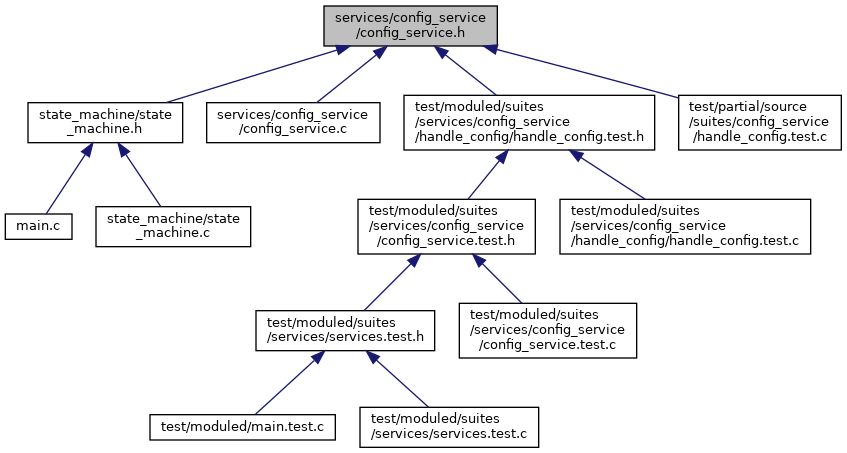 services/config_service
/config_service.h
state_machine/state
_machine.h
services/config_service
/config_service.c
test/moduled/suites
/services/config_service
/handle_config/handle_config.test.h
test/partial/source
/suites/config_service
/handle_config.test.c
main.c
state_machine/state
_machine.c
test/moduled/suites
/services/config_service
/config_service.test.h
test/moduled/suites
/services/config_service
/handle_config/handle_config.test.c
test/moduled/suites
/services/services.test.h
test/moduled/suites
/services/config_service
/config_service.test.c
test/moduled/main.test.c
test/moduled/suites
/services/services.test.c